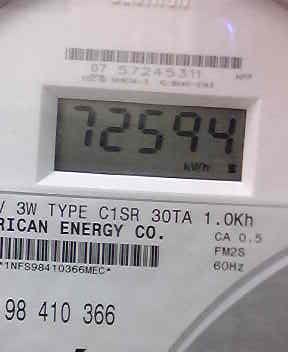 07 57245311
72594
kWh
V 3W TYPE C1SR 30TA 1.0Kh
RICAN ENERGY CO.
CA 0.5
FM2S
60Hz
*1NFS98410366MEC*
98 410 366